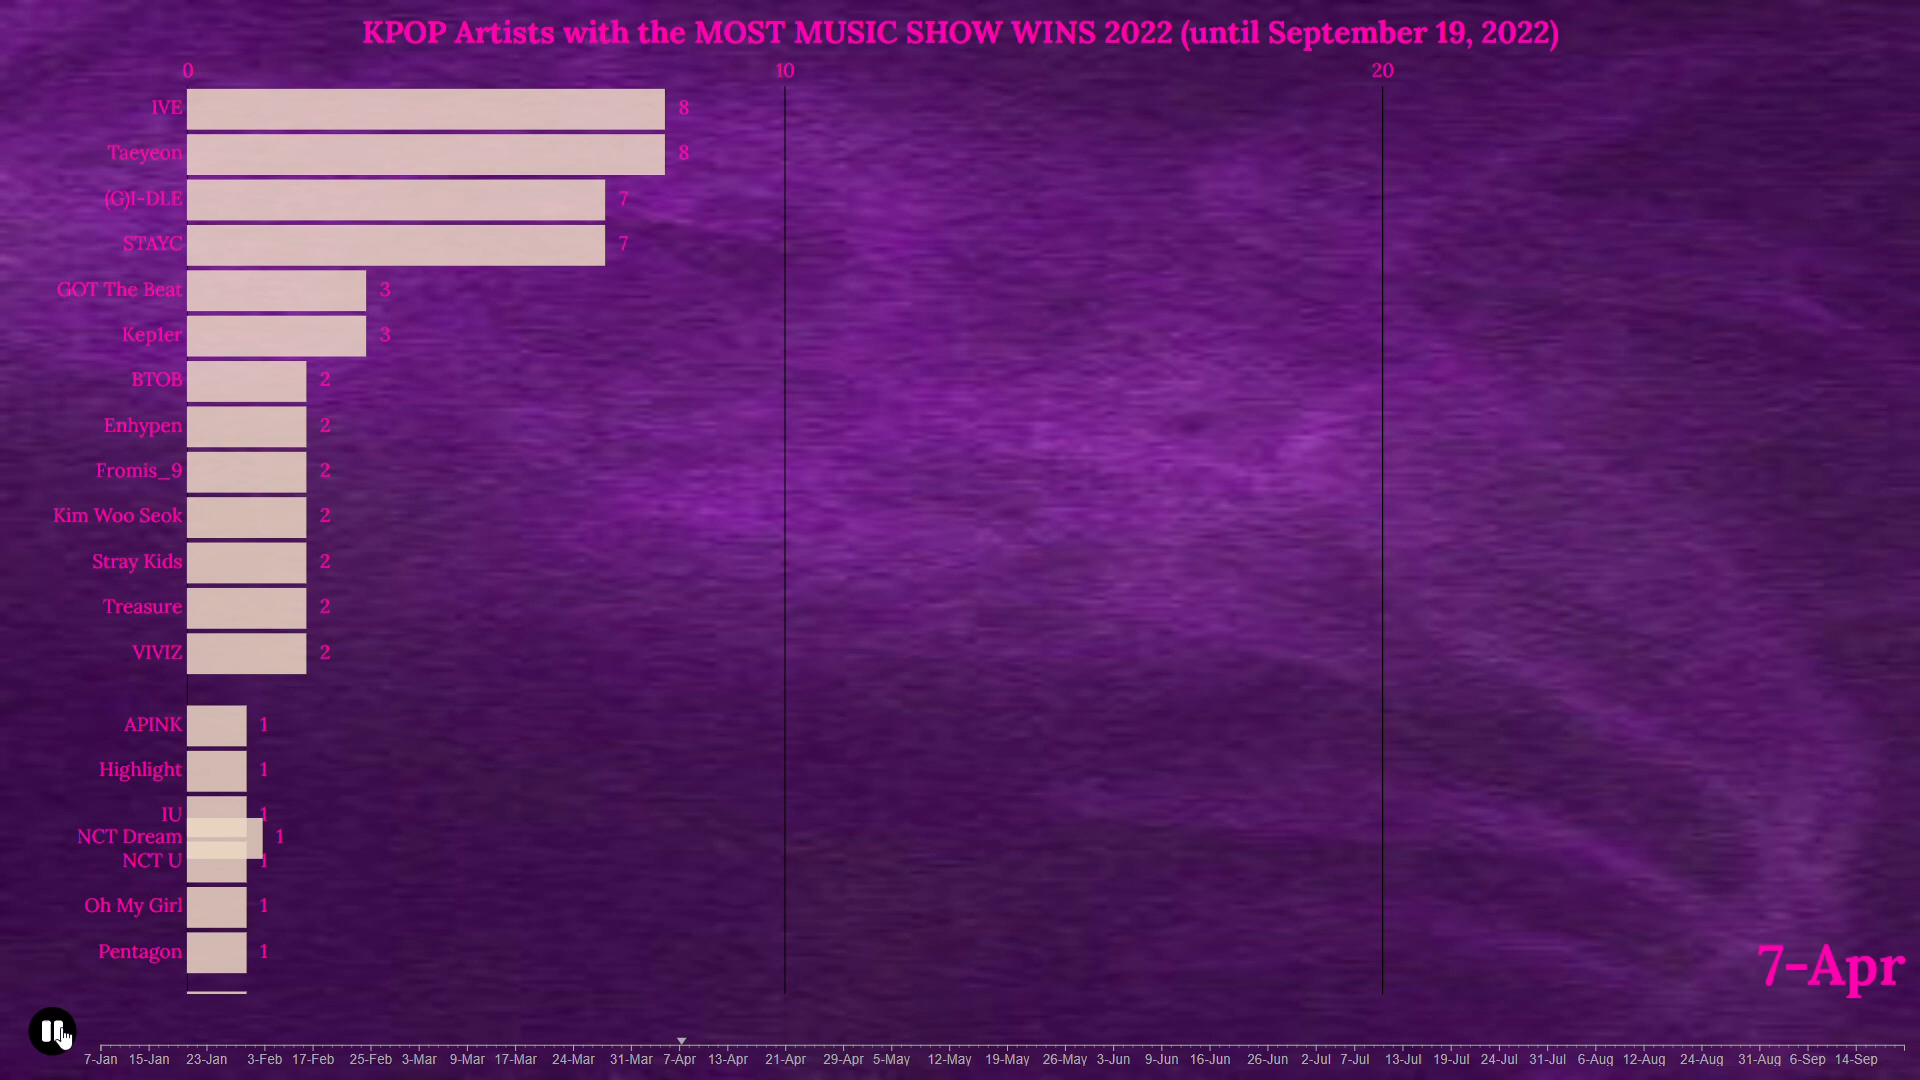 KPOP Artists with the MOST MUSIC SHOW WINS 2022 (until September 19, 2022)
0 10 20
IVE 8
Taeyeon 8
(G)I-DLE 7
STAYC 7
GOT The Beat 3
Kep1er 3
BTOB 2
Enhypen 2
Fromis_9 2
Kim Woo Seok 2
Stray Kids 2
Treasure 2
VIVIZ 2
APINK 1
Highlight 1
IU 1
NCT Dream 1
NCT U 1
Oh My Girl 1
Pentagon 1
7-Apr
7-Jan 15-Jan 23-Jan 3-Feb 17-Feb 25-Feb 3-Mar 9-Mar 17-Mar 24-Mar 31-Mar 7-Apr 13-Apr 21-Apr 29-Apr 5-May 12-May 19-May 26-May 3-Jun 9-Jun 16-Jun 26-Jun 2-Jul 7-Jul 13-Jul 19-Jul 24-Jul 31-Jul 6-Aug 12-Aug 24-Aug 31-Aug 6-Sep 14-Sep